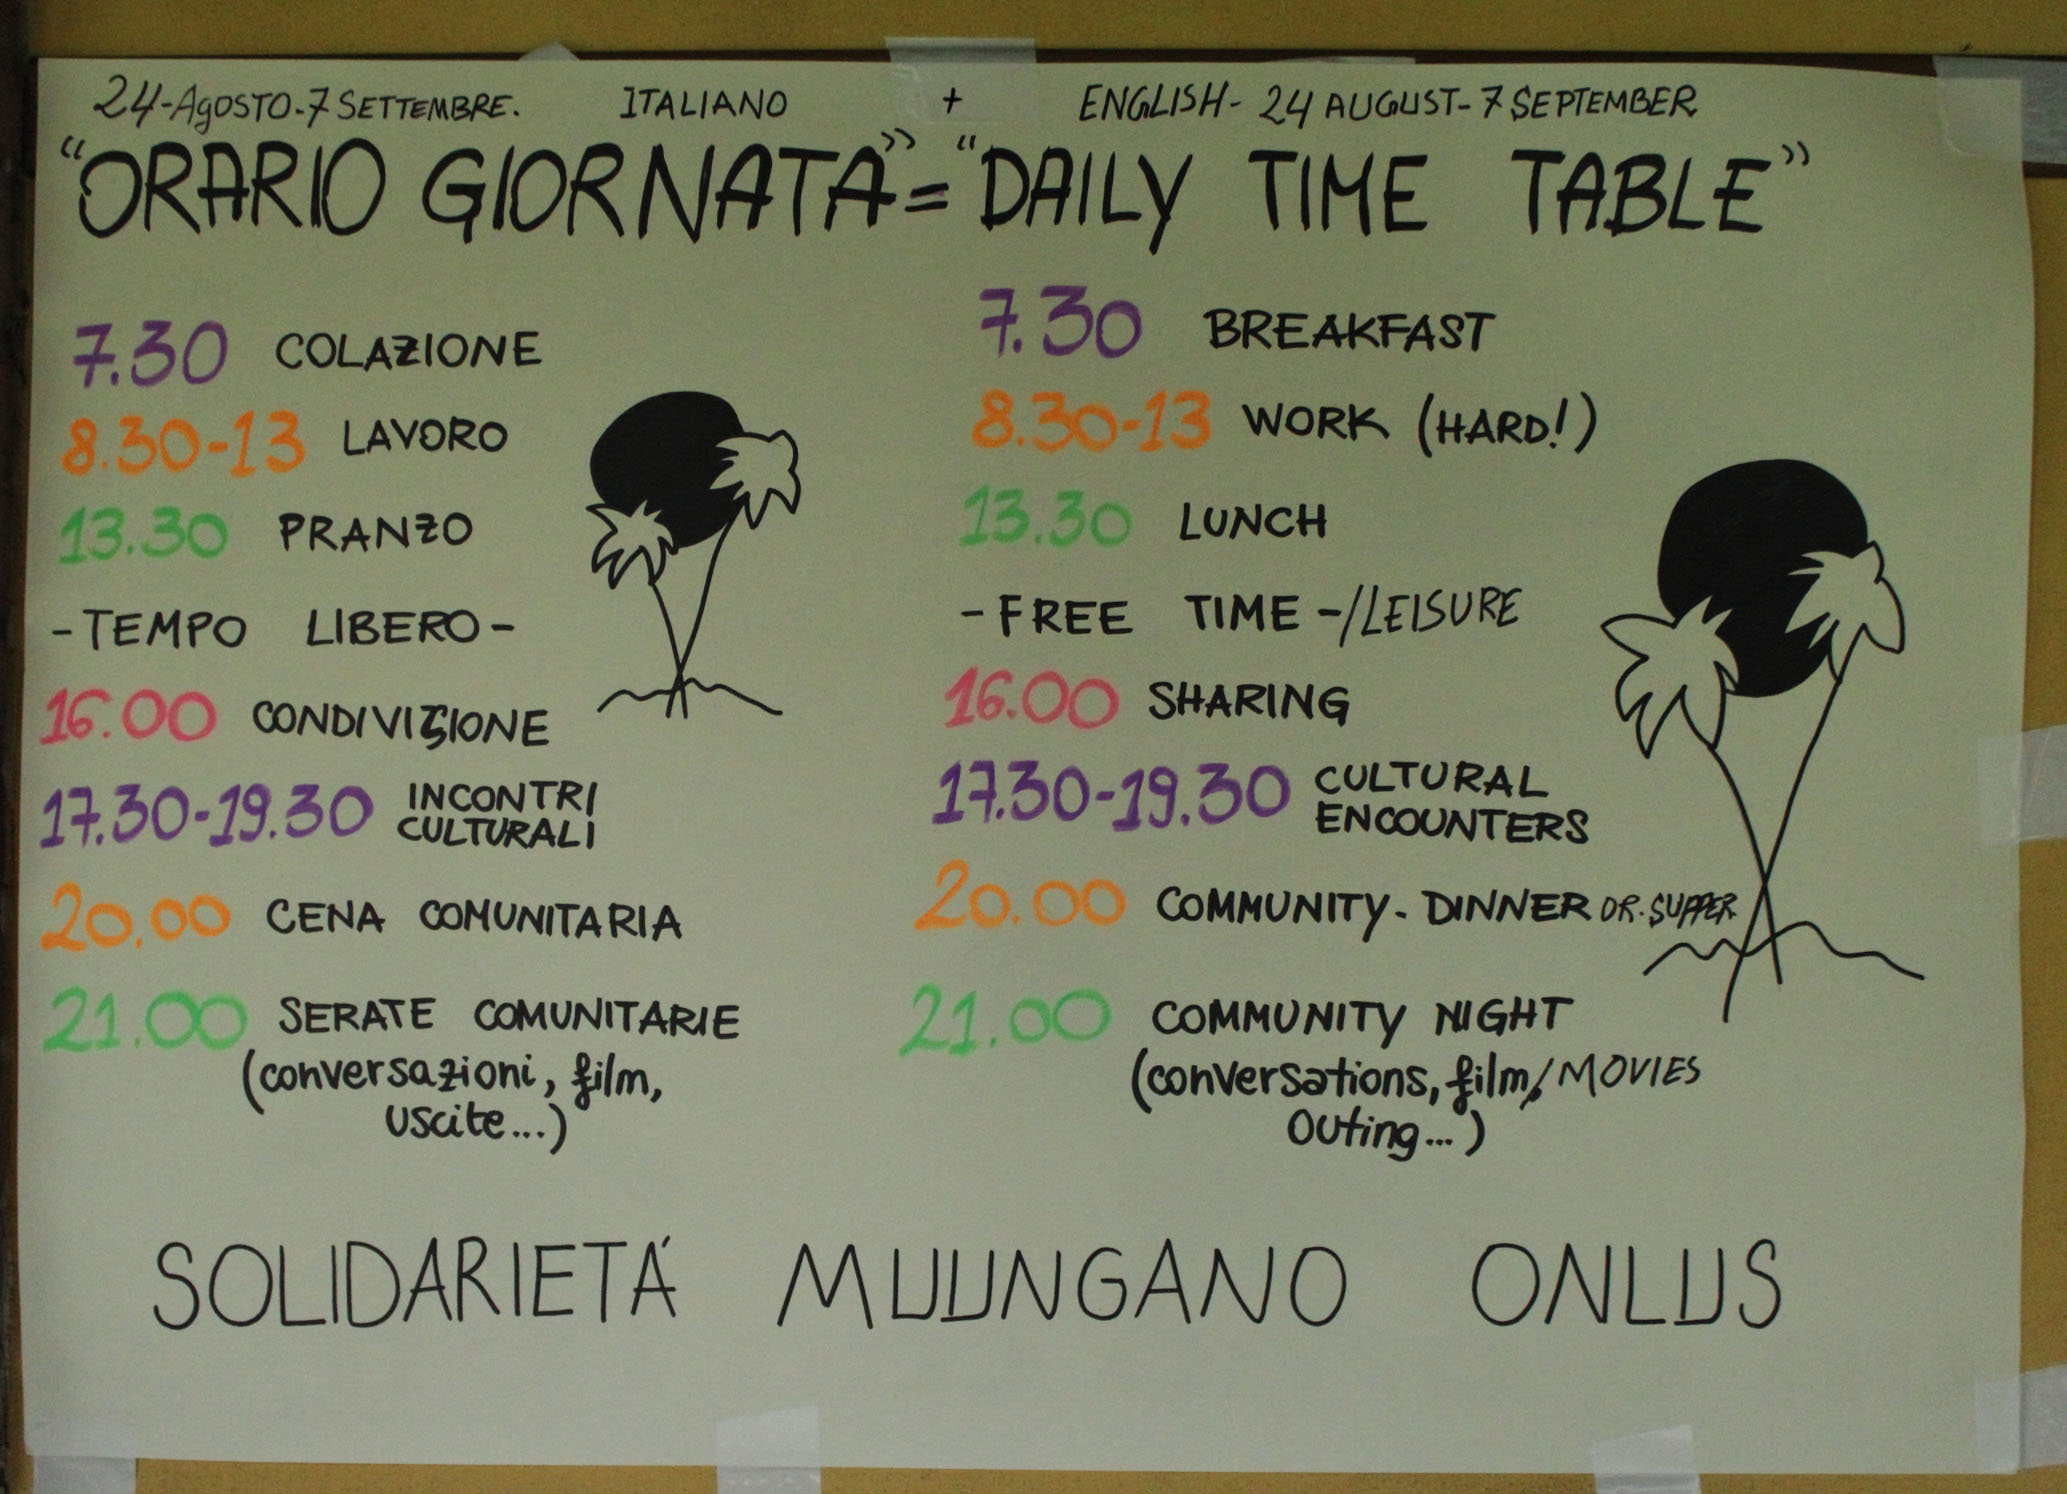 24-Agosto-7 SETTEMBRE. ITALIANO + ENGLISH- 24 AUGUST-7 SEPTEMBER
“ORARIO GIORNATA” = “DAILY TIME TABLE”
7.30 COLAZIONE
8.30-13 LAVORO
13.30 PRANZO
-TEMPO LIBERO-
16.00 CONDIVISIONE
17.30-19.30 INCONTRI
CULTURALI
20.00 CENA COMUNITARIA
21.00 SERATE COMUNITARIE
(conversazioni, film,
uscite...)
7.30 BREAKFAST
8.30-13 WORK (HARD!)
13.30 LUNCH
-FREE TIME-/LEISURE
16.00 SHARING
17.30-19.30 CULTURAL
ENCOUNTERS
20.00 COMMUNITY. DINNER OR. SUPPER
21.00 COMMUNITY NIGHT
(conversations, film,/MOVIES
outing...)
SOLIDARIETÁ MUUNGANO ONLUS